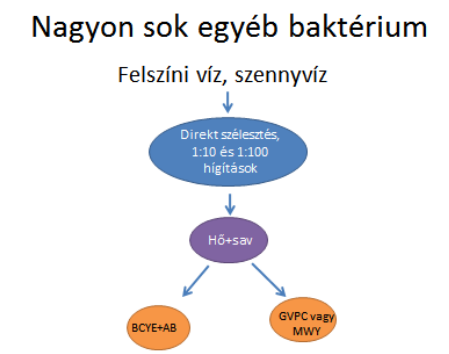 Nagyon sok egyéb baktérium
Felszíni víz, szennyvíz
Direkt szélesztés,
1:10 és 1:100
hígítások
Hő+sav
BCYE+AB
GVPC vagy
MWY